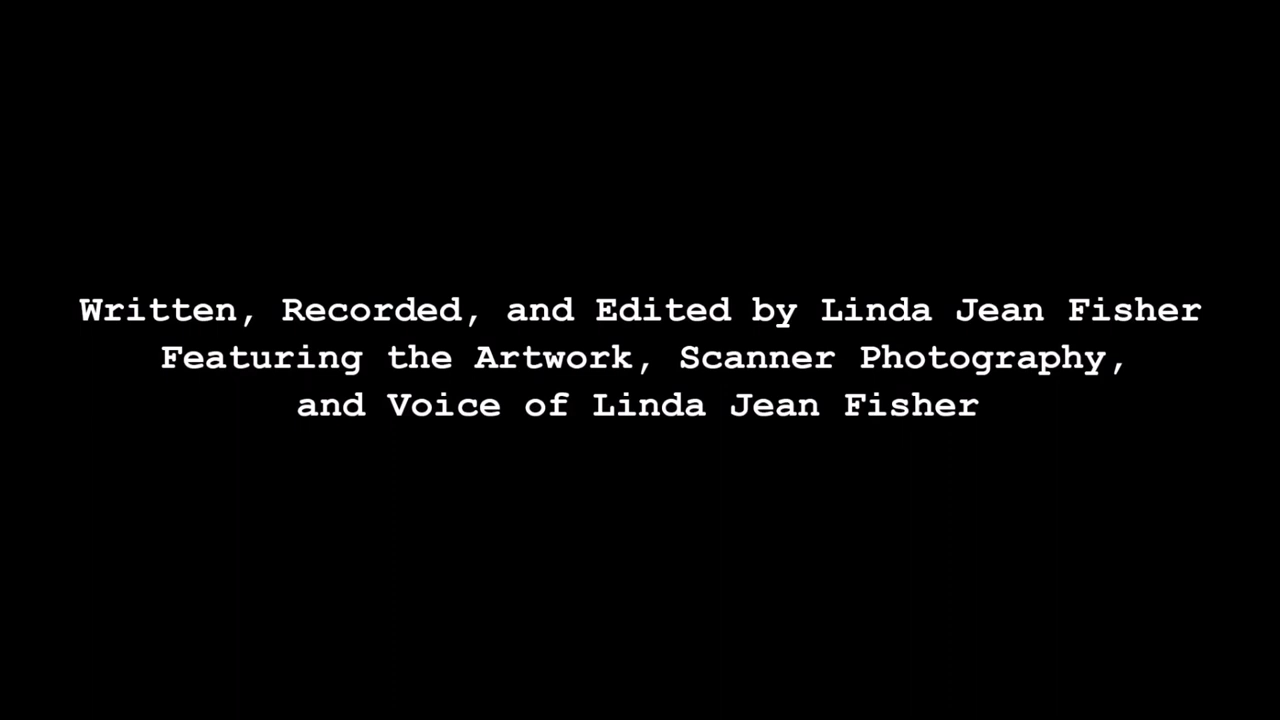 Written, Recorded, and Edited by Linda Jean Fisher
Featuring the Artwork, Scanner Photography,
and Voice of Linda Jean Fisher